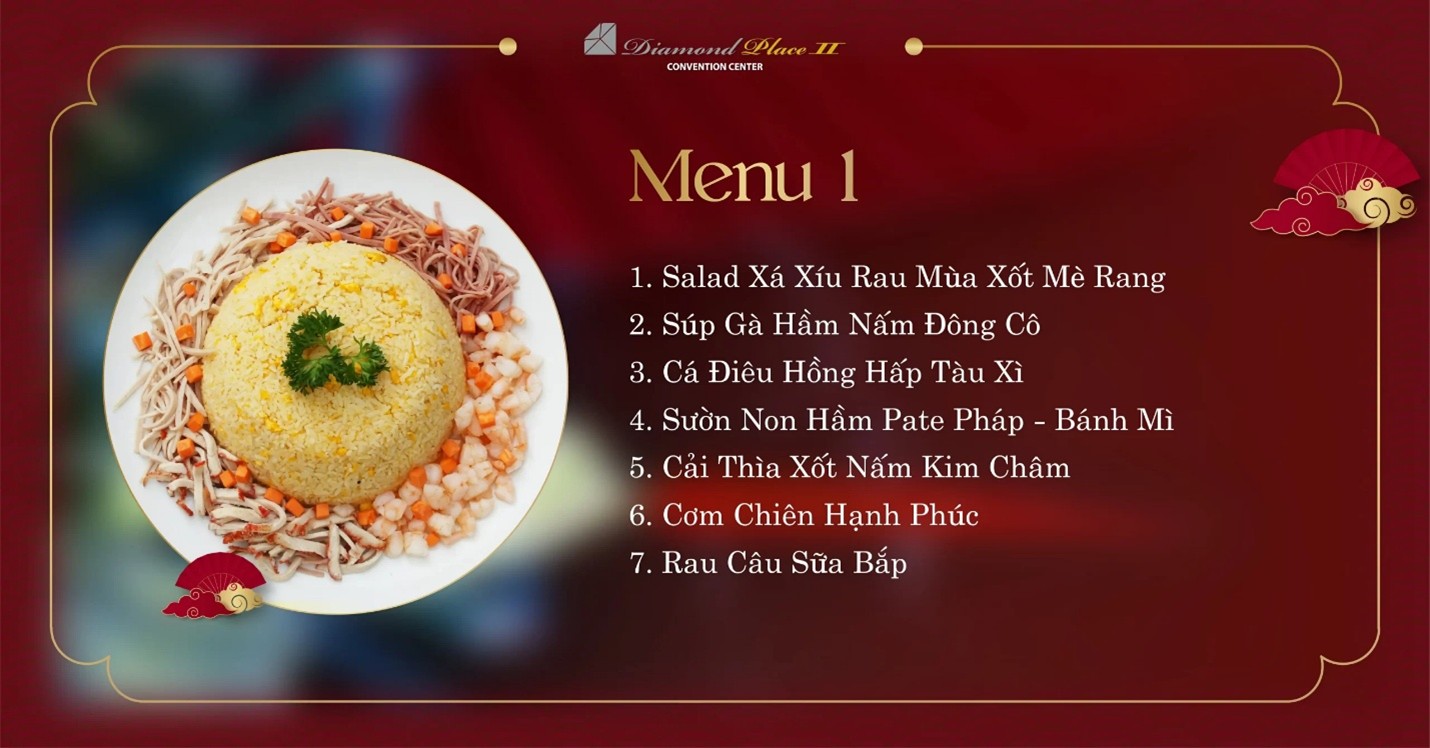 Diamond Place II
CONVENTION CENTER
Menu 1
1. Salad Xá Xíu Rau Mùa Xốt Mè Rang
2. Súp Gà Hầm Nấm Đông Cô
3. Cá Điêu Hồng Hấp Tàu Xì
4. Sườn Non Hầm Pate Pháp - Bánh Mì
5. Cải Thìa Xốt Nấm Kim Châm
6. Cơm Chiên Hạnh Phúc
7. Rau Câu Sữa Bắp